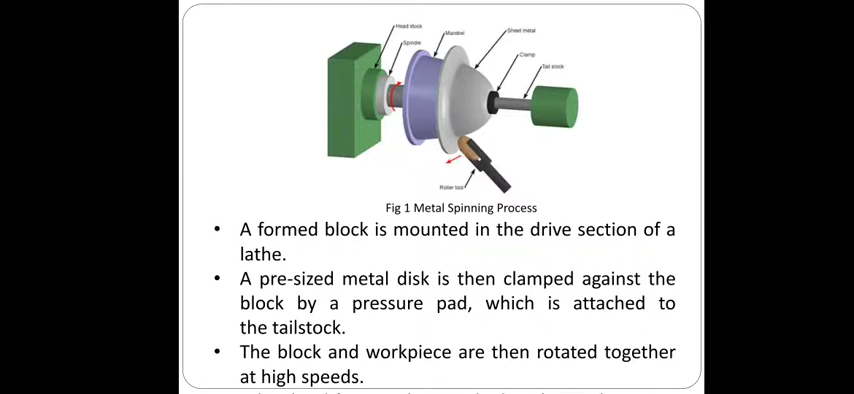 Head stock
Spindle
Mandrel
Sheet metal
Clamp
Tail stock
Roller tool
Fig 1 Metal Spinning Process
• A formed block is mounted in the drive section of a
lathe.
• A pre-sized metal disk is then clamped against the
block by a pressure pad, which is attached to
the tailstock.
• The block and workpiece are then rotated together
at high speeds.